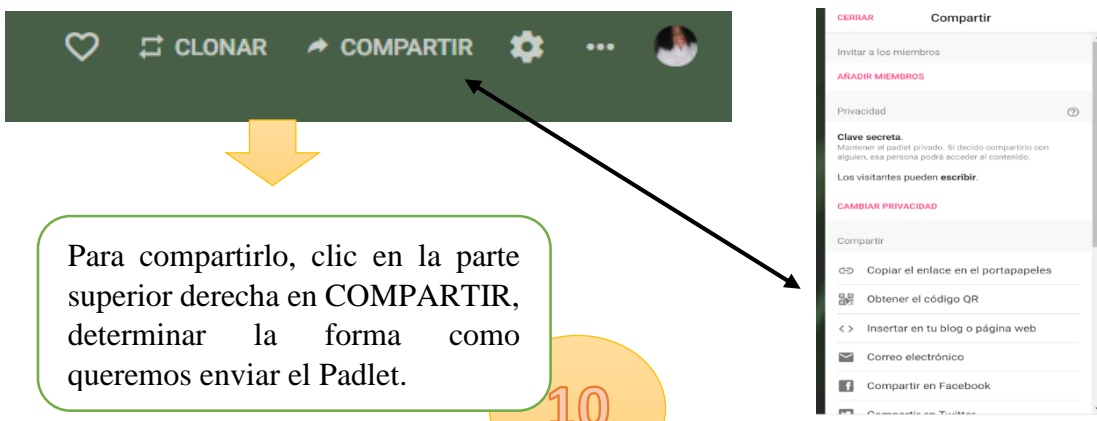 CLONAR COMPARTIR
Para compartirlo, clic en la parte
superior derecha en COMPARTIR,
determinar la forma como
queremos enviar el Padlet.
10
CERRAR Compartir
Invitar a los miembros
AÑADIR MIEMBROS
Privacidad
Clave secreta.
Mantener el padlet privado. Si decido compartirlo con
alguien, esa persona podrá acceder al contenido.
Los visitantes pueden escribir.
CAMBIAR PRIVACIDAD
Compartir
Copiar el enlace en el portapapeles
Obtener el código QR
Insertar en tu blog o página web
Correo electrónico
Compartir en Facebook
Compartir en Twitter